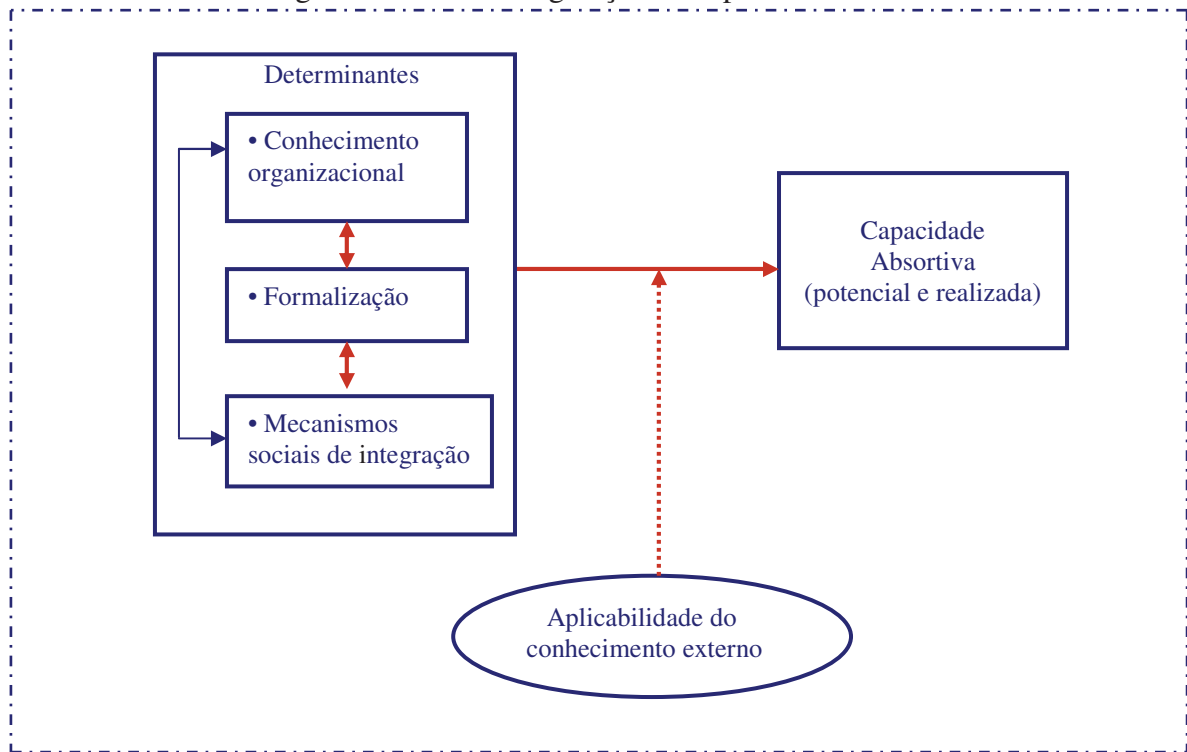 Determinantes
• Conhecimento
organizacional
• Formalização
• Mecanismos
sociais de integração
Capacidade
Absortiva
(potencial e realizada)
Aplicabilidade do
conhecimento externo